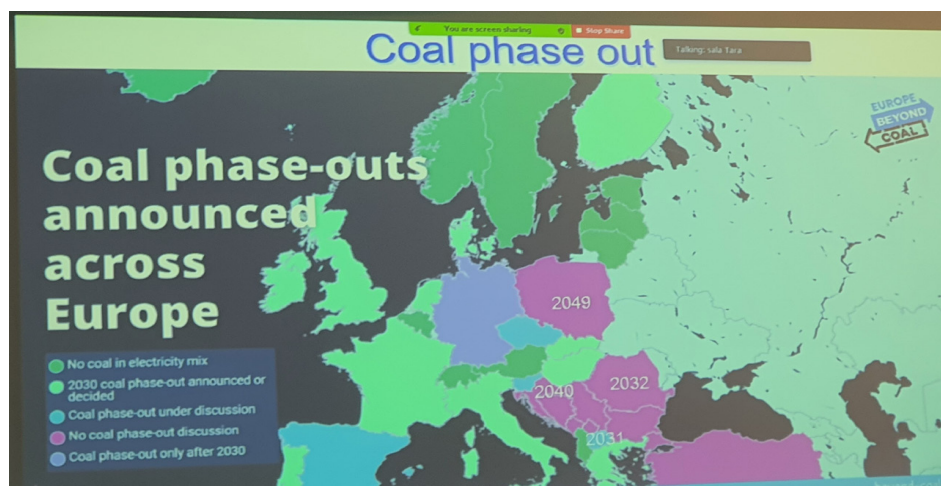 You are screen sharing
Stop Share
Coal phase out
Talking: sala Tara
EUROPE
BEYOND
COAL
Coal phase-outs
announced
across
Europe
No coal in electricity mix
2030 coal phase-out announced or
decided
Coal phase-out under discussion
No coal phase-out discussion
Coal phase-out only after 2030
2049
2040
2032
2031